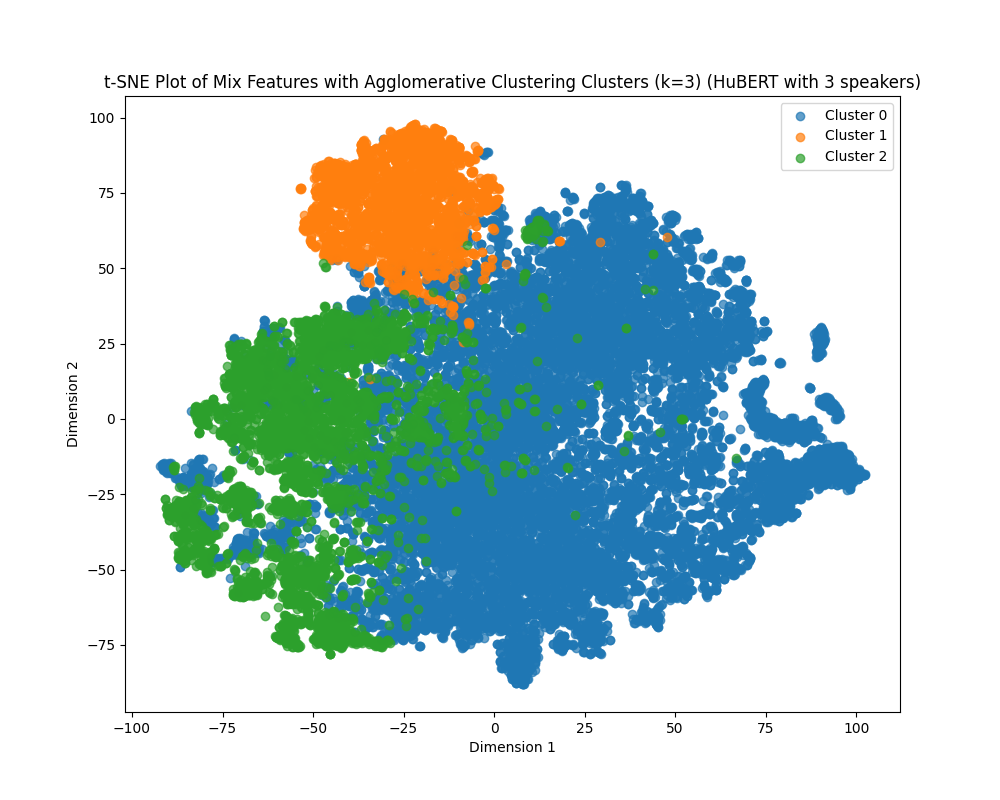 t-SNE Plot of Mix Features with Agglomerative Clustering Clusters (k=3) (HuBERT with 3 speakers)
Cluster 0
Cluster 1
Cluster 2
100
75
50
25
0
−25
−50
−75
Dimension 2
−100 −75 −50 −25 0 25 50 75 100
Dimension 1